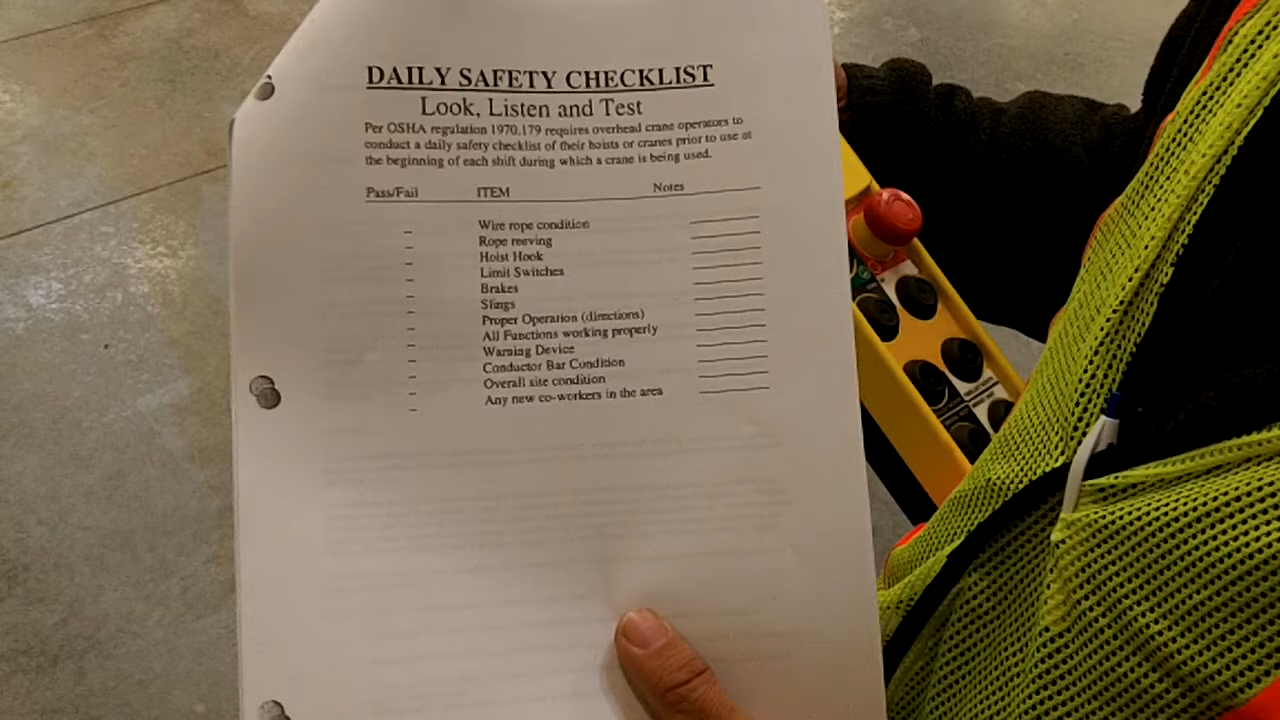 DAILY SAFETY CHECKLIST
Look, Listen and Test
Per OSHA regulation 1970.179 requires overhead crane operators to
conduct a daily safety checklist of their hoists or cranes prior to use at
the beginning of each shift during which a crane is being used.
Pass/Fail ITEM Notes
Wire rope condition
Rope reeving
Hoist Hook
Limit Switches
Brakes
Slings
Proper Operation (directions)
All Functions working properly
Warning Device
Conductor Bar Condition
Overall site condition
Any new co-workers in the area